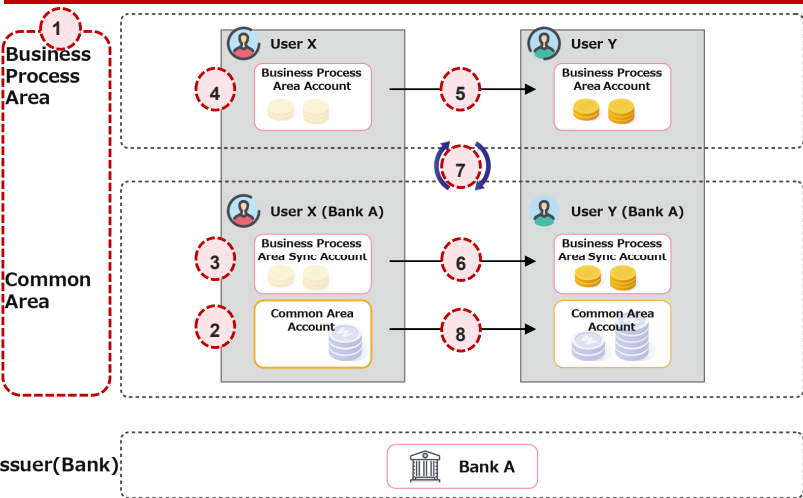 1
Business
Process
Area
User X
User Y
4
Business Process
Area Account
5
Business Process
Area Account
7
User X (Bank A)
User Y (Bank A)
3
Business Process
Area Sync Account
6
Business Process
Area Sync Account
Common
Area
2
Common Area
Account
8
Common Area
Account
ssuer(Bank)
Bank A